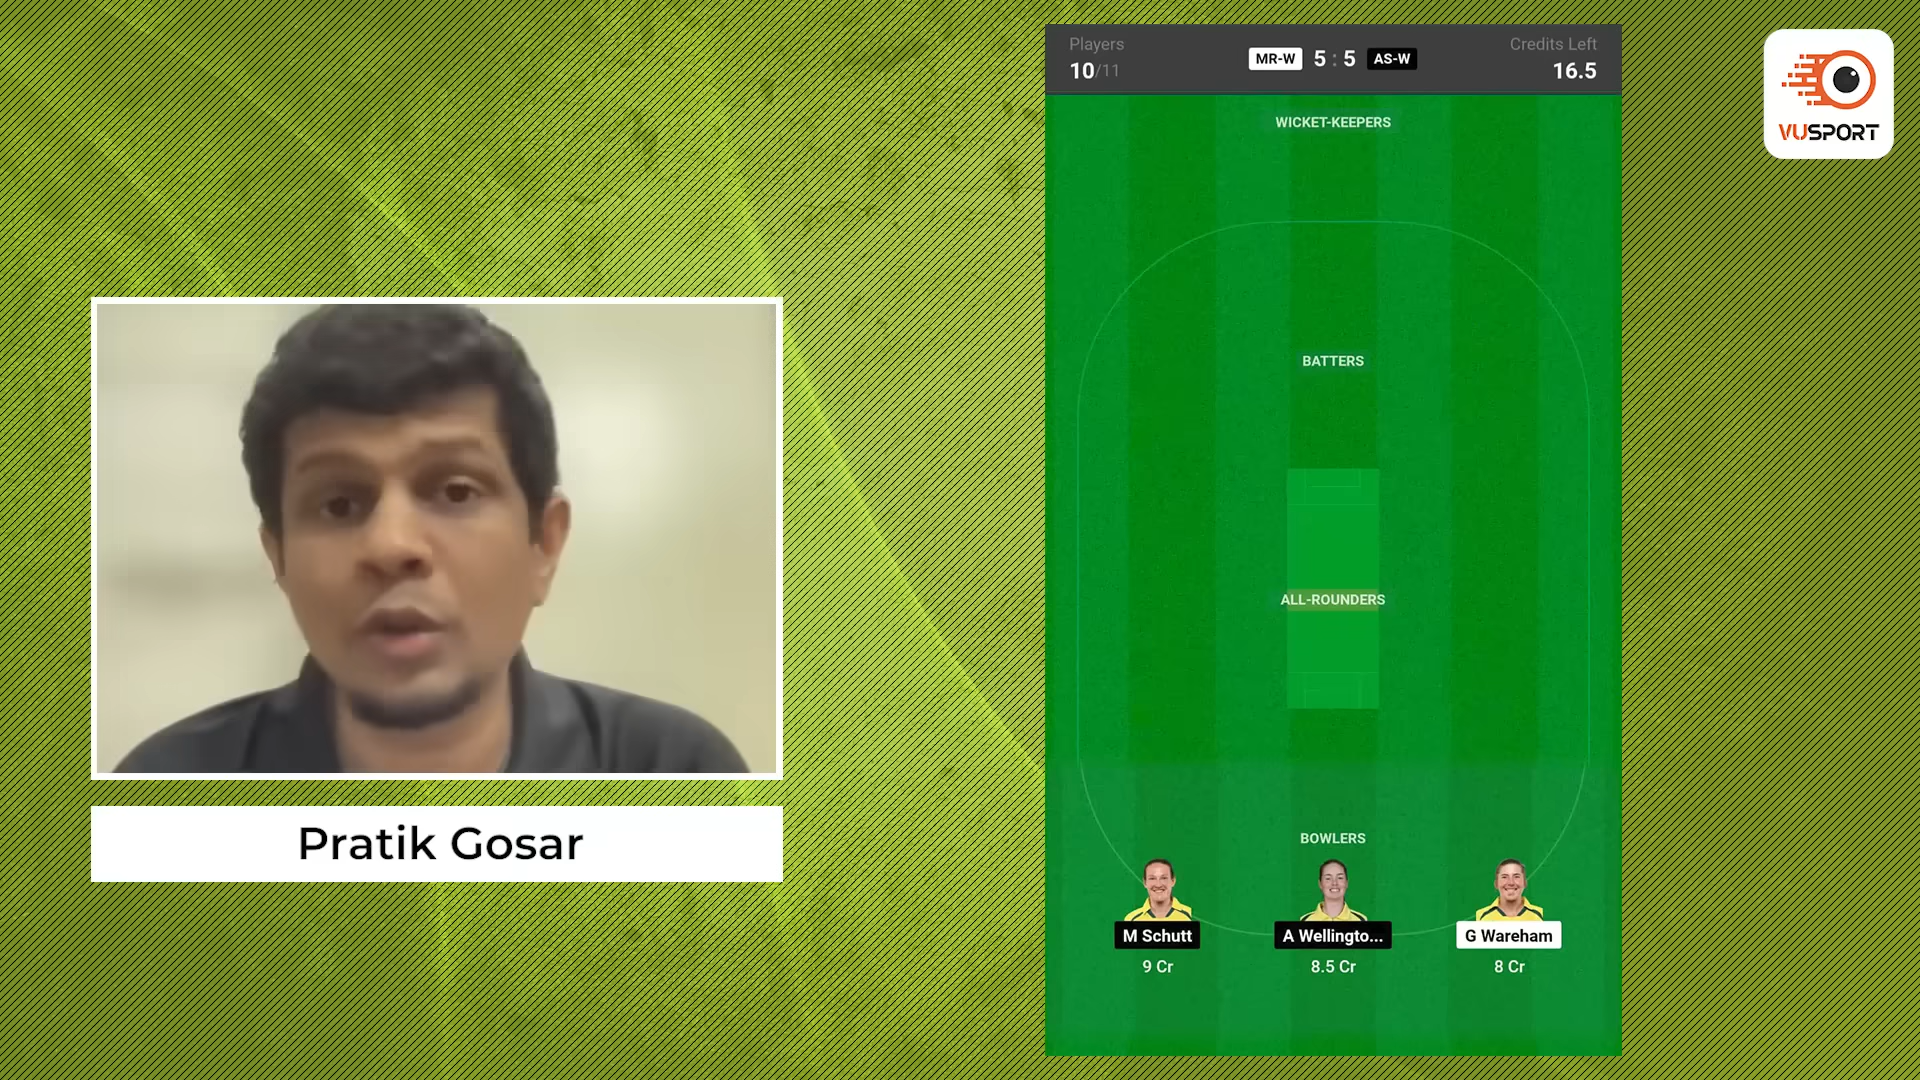 Players
10/11
MR-W 5 : 5 AS-W
Credits Left
16.5
VUSPORT
WICKET-KEEPERS
BATTERS
ALL-ROUNDERS
BOWLERS
M Schutt
9 Cr
A Wellingto...
8.5 Cr
G Wareham
8 Cr
Pratik Gosar